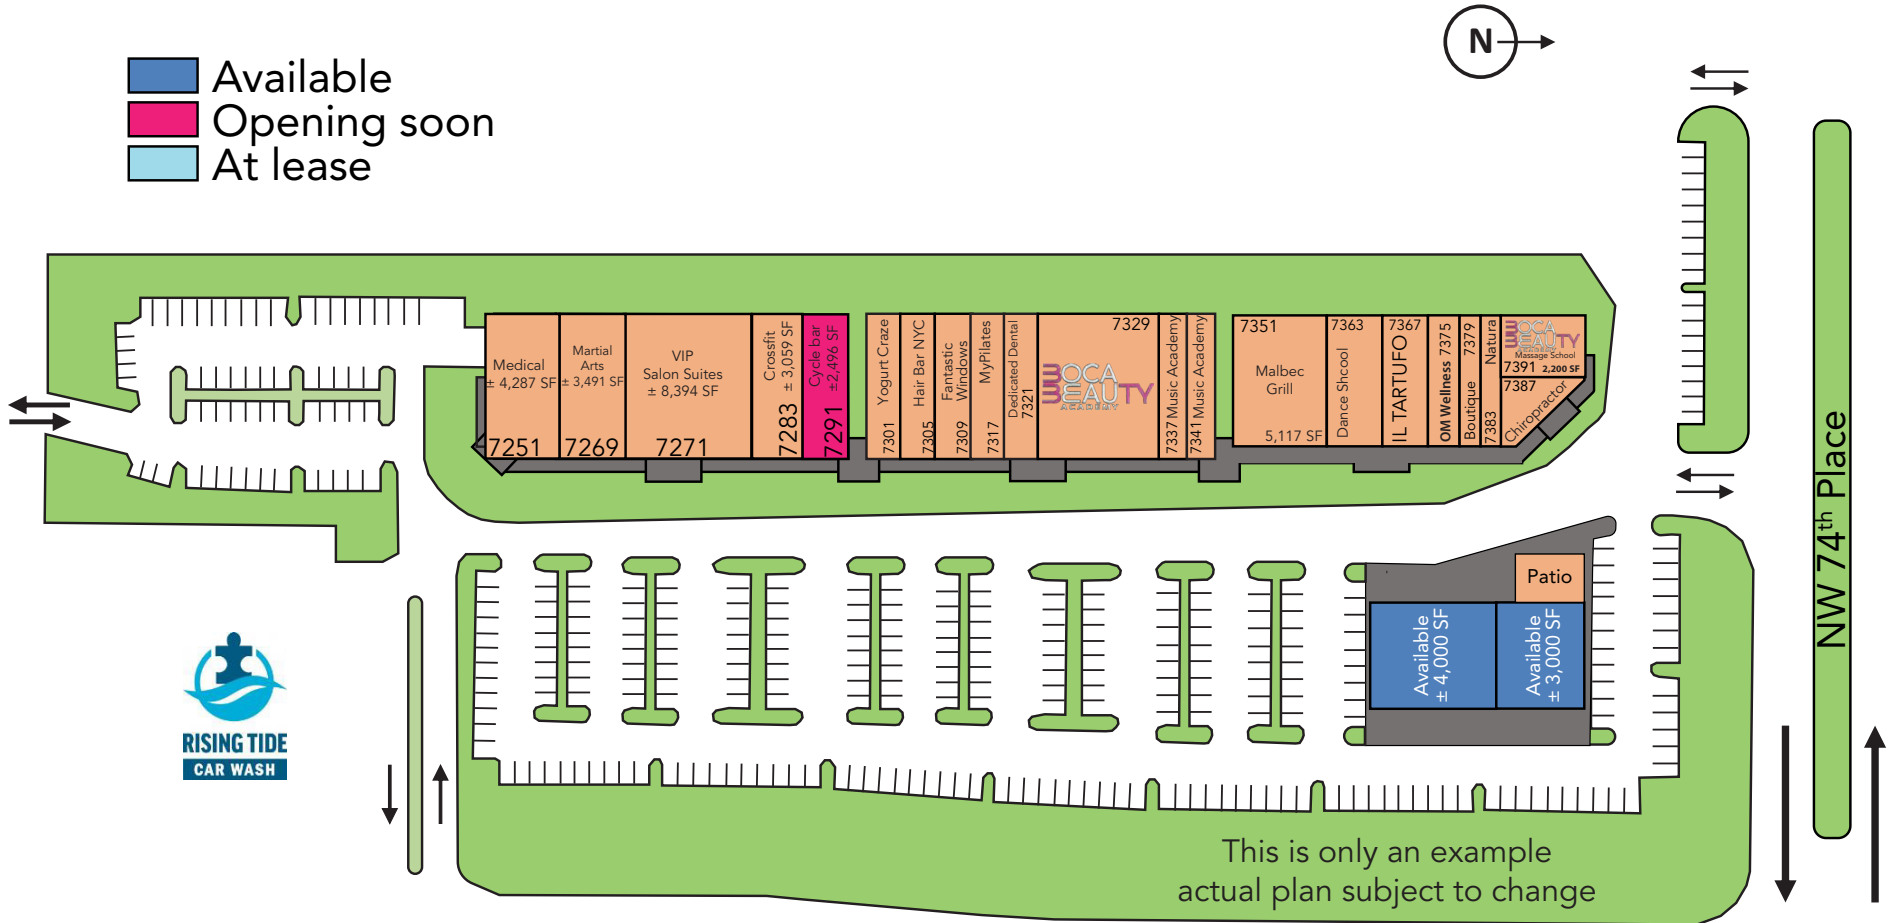 N
Available
Opening soon
At lease
Medical
± 4,287 SF
7251
Martial
Arts
± 3,491 SF
7269
VIP
Salon Suites
± 8,394 SF
7271
Crossfit
± 3,059 SF
7283
Cycle bar
±2,496 SF
7291
Yogurt Craze
7301
Hair Bar NYC
7305
Fantastic
Windows
7309
MyPilates
7317
Dedicated Dental
7321
7329
BOCA
BEAUTY
ACADEMY
7337 Music Academy
7341 Music Academy
7351
Malbec
Grill
5,117 SF
7363
Dance Shcool
7367
IL TARTUFO
OM Wellness 7375
Boutique 7379
7383 Natura
BOCA
BEAUTY
ACADEMY
Massage School
7391 2,200 SF
7387
Chiropractor
Patio
Available
± 4,000 SF
Available
± 3,000 SF
NW 74th Place
RISING TIDE
CAR WASH
This is only an example
actual plan subject to change